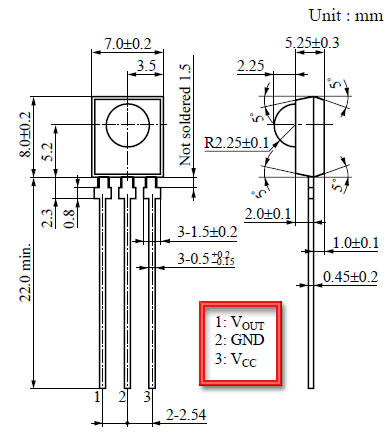 Unit : mm
7.0±0.2
5.25±0.3
3.5
2.25
Not soldered 1.5
5°
5°
8.0±0.2
5.2
R2.25±0.1
5°
5°
2.3
0.8
2.0±0.1
3-1.5±0.2
1.0±0.1
3-0.5 +0.2 -0.15
0.45±0.2
22.0 min.
1: VOUT
2: GND
3: VCC
1 2 3
2-2.54